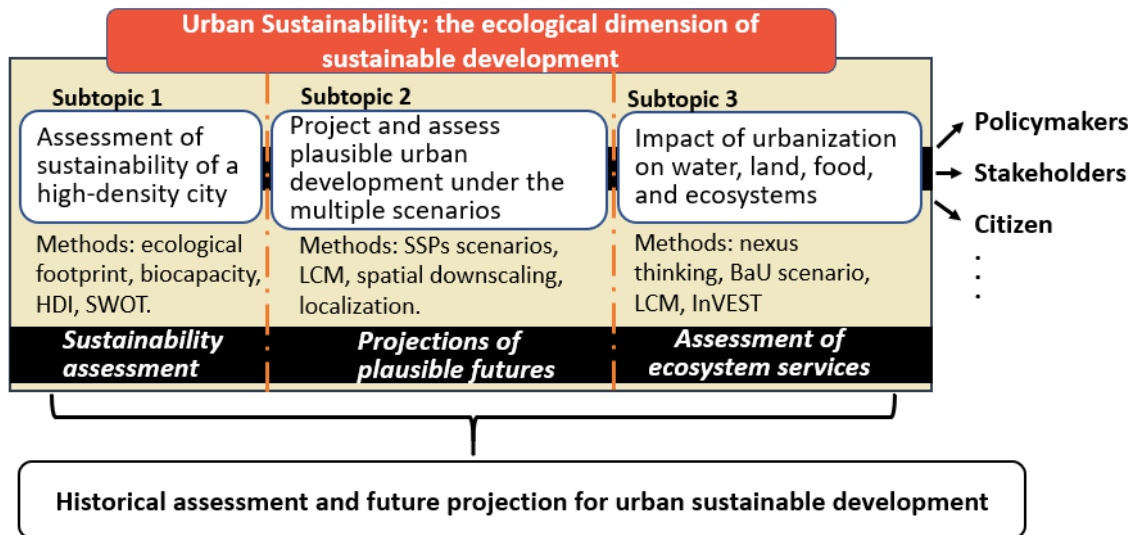 Urban Sustainability: the ecological dimension of
sustainable development
Subtopic 1
Assessment of
sustainability of a
high-density city
Methods: ecological
footprint, biocapacity,
HDI, SWOT.
Sustainability
assessment
Subtopic 2
Project and assess
plausible urban
development under the
multiple scenarios
Methods: SSPs scenarios,
LCM, spatial downscaling,
localization.
Projections of
plausible futures
Subtopic 3
Impact of urbanization
on water, land, food,
and ecosystems
Methods: nexus
thinking, BaU scenario,
LCM, InVEST
Assessment of
ecosystem services
Policymakers
Stakeholders
Citizen
Historical assessment and future projection for urban sustainable development